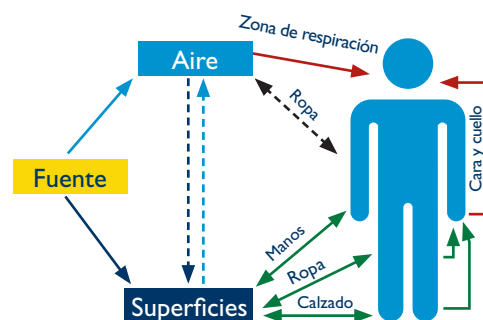 Zona de respiración
Aire
Ropa
Cara y cuello
Fuente
Manos
Ropa
Superficies
Calzado